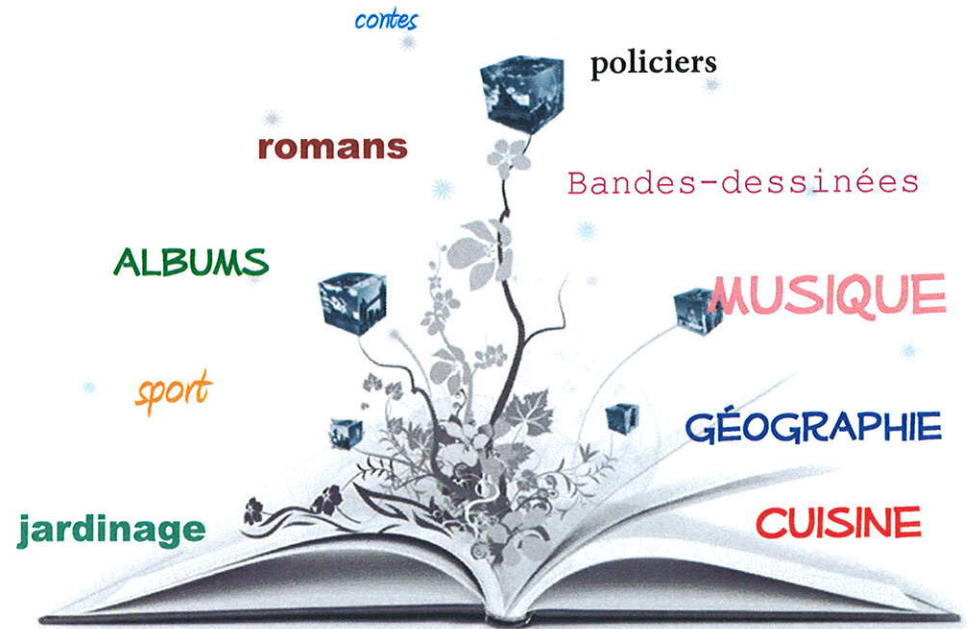 contes
policiers
romans
Bandes-dessinées
ALBUMS
MUSIQUE
sport
GÉOGRAPHIE
jardinage
CUISINE